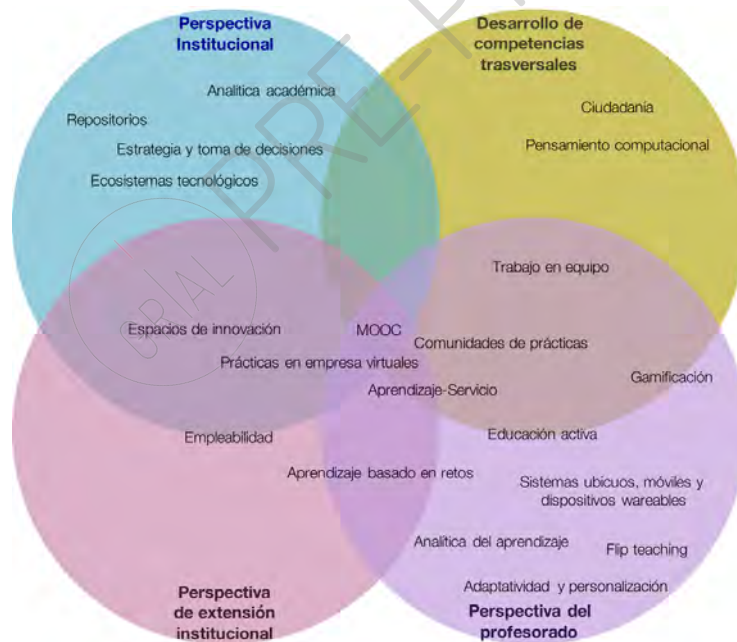 Perspectiva
Institucional
Desarrollo de
competencias
trasversales
Analítica académica
Repositorios
Estrategia y toma de decisiones
Ecosistemas tecnológicos
Ciudadanía
Pensamiento computacional
Trabajo en equipo
Espacios de innovación
MOOC
Comunidades de prácticas
Prácticas en empresa virtuales
Aprendizaje-Servicio
Gamificación
Empleabilidad
Educación activa
Aprendizaje basado en retos
Sistemas ubicuos, móviles y
dispositivos wareables
Analítica del aprendizaje
Flip teaching
Adaptatividad y personalización
Perspectiva
de extensión
institucional
Perspectiva del
profesorado
GRIAL
PRE-P